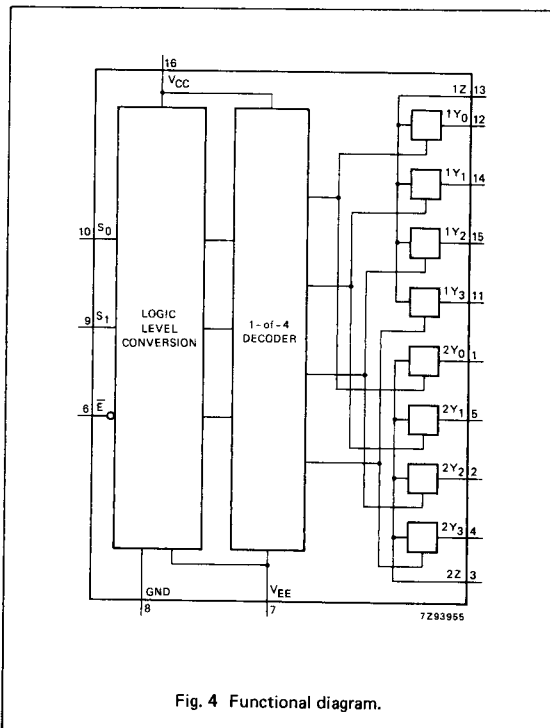 16
VCC
1Z 13
1Y0 12
1Y1 14
10 S0
1Y2 15
1Y3 11
9 S1
LOGIC
LEVEL
CONVERSION
1-of-4
DECODER
2Y0 1
6 E̅
2Y1 5
2Y2 2
2Y3 4
2Z 3
GND
8
VEE
7
7Z93955
Fig. 4 Functional diagram.